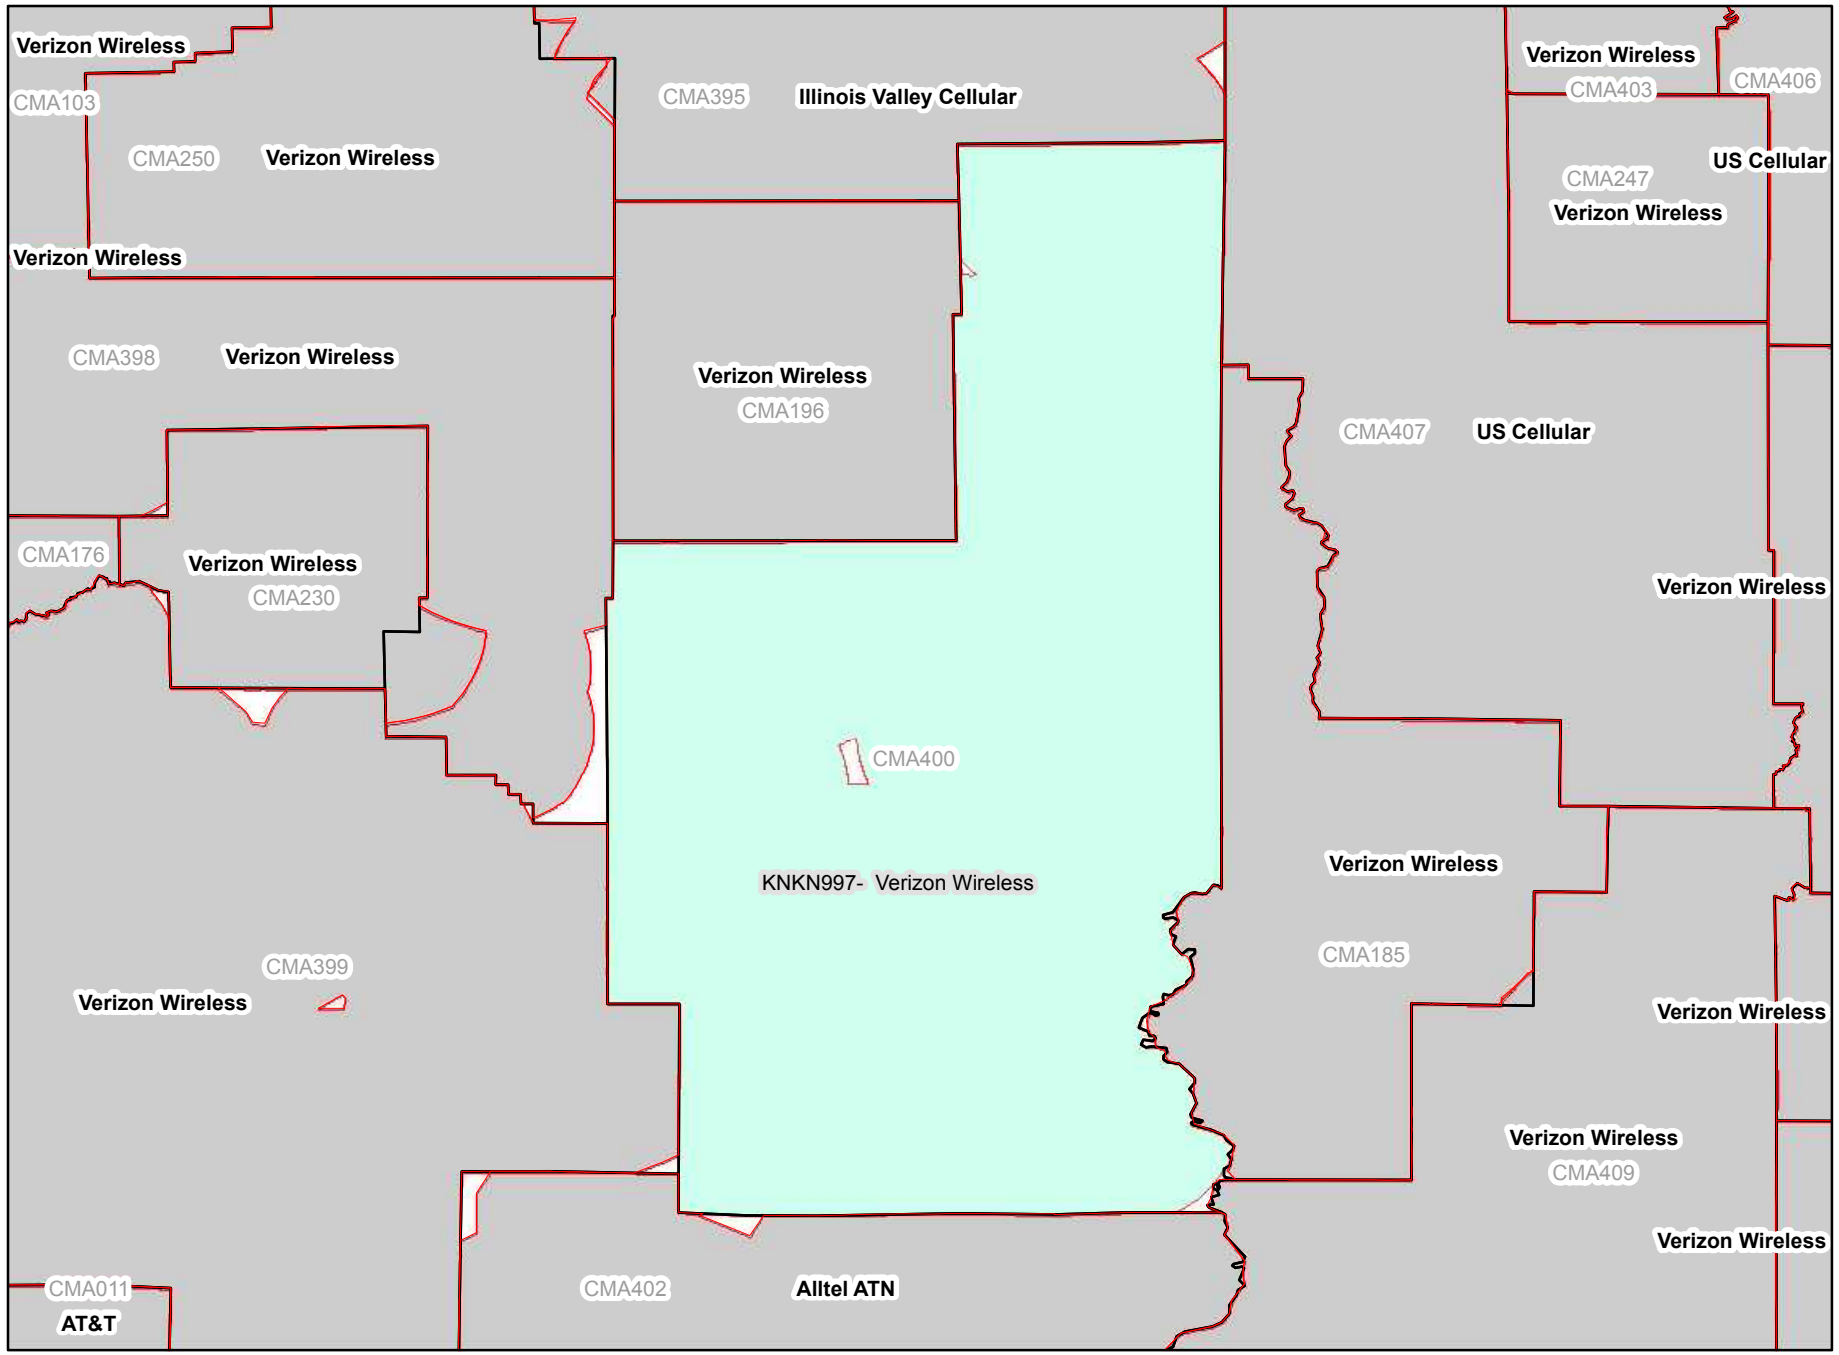 Verizon Wireless
Verizon Wireless
CMA103
CMA395 Illinois Valley Cellular
CMA403
CMA406
CMA250 Verizon Wireless
US Cellular
CMA247
Verizon Wireless
Verizon Wireless
CMA398 Verizon Wireless
Verizon Wireless
CMA196
CMA407 US Cellular
CMA176
Verizon Wireless
CMA230
Verizon Wireless
CMA400
KNKN997- Verizon Wireless
Verizon Wireless
CMA185
CMA399
Verizon Wireless
Verizon Wireless
Verizon Wireless
CMA409
Verizon Wireless
CMA011
AT&T
CMA402 Alltel ATN